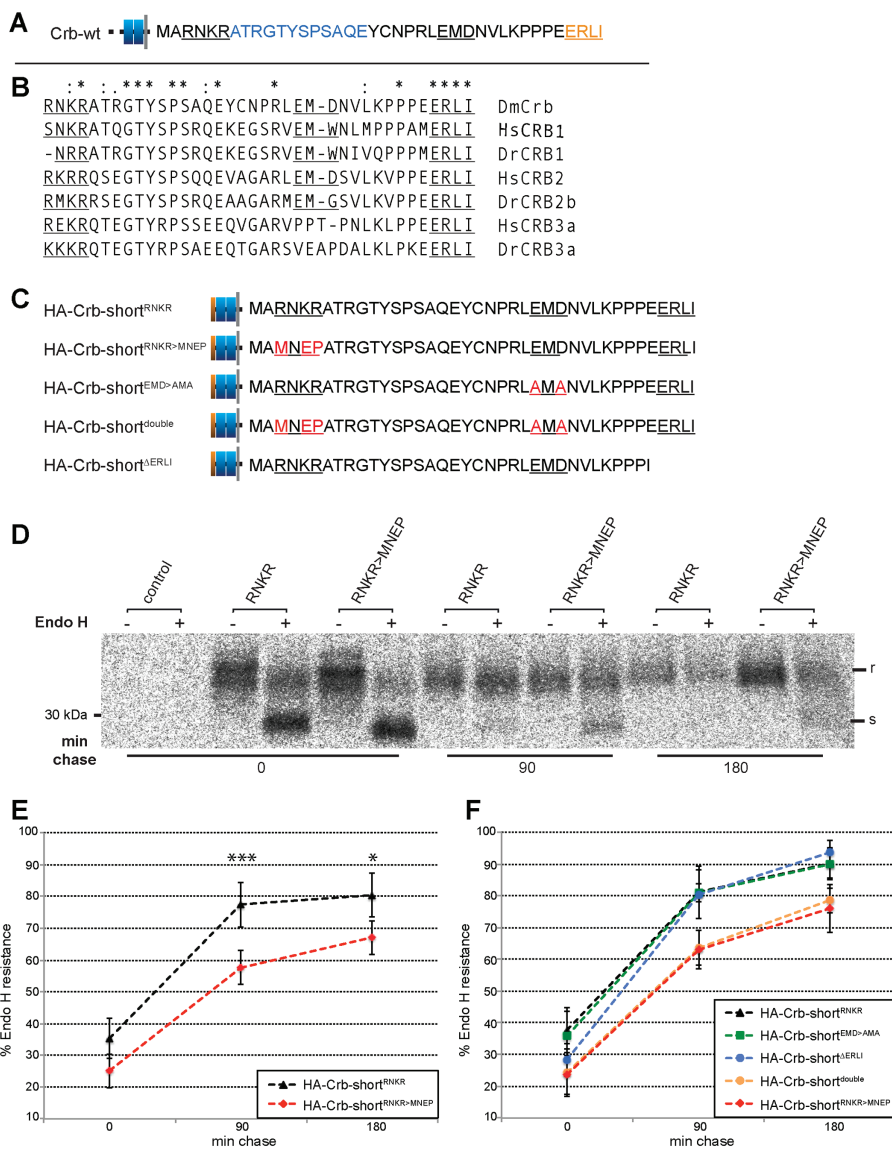 A
Crb-wt MARNKRATRGTYSPSAQEYCNPRLEMDNVLKPPPEERLI
B
:* :. *** ** :* * : * ****
RNKRATRGTYSPSAQEYCNPRLEM-DNVLKPPPEERLI DmCrb
SNKRATQGTYSPSRQEKEGSRVEM-WNLMPPPAMERLI HsCRB1
-NRRATQGTYSPSRQEKEGSRVEM-WNIVQPPPMERLI DrCRB1
RKRRQSEGTYSPSQQEVAGARLEM-DSVLKVPPEERLI HsCRB2
RMKRRSEGTYSPSQQEAAGARMEM-GSVLKVPPEERLI DrCRB2b
REKRQTEGTYRPSSEEQVGARVPPT-PNLKLPPEERLI HsCRB3a
KKKRQTEGTYRPSAEEQTGARSVEAPDALKLPKEERLI DrCRB3a
C
HA-Crb-shortRNKR MARNKRATRGTYSPSAQEYCNPRLEMDNVLKPPPEERLI
HA-Crb-shortRNKR>MNEP MAMNEPATRGTYSPSAQEYCNPRLEMDNVLKPPPEERLI
HA-Crb-shortEMD>AMA MARNKRATRGTYSPSAQEYCNPRLAMANVLKPPPEERLI
HA-Crb-shortdouble MAMNEPATRGTYSPSAQEYCNPRLAMANVLKPPPEERLI
HA-Crb-shortΔERLI MARNKRATRGTYSPSAQEYCNPRLEMDNVLKPPPI
D
control RNKR RNKR>MNEP RNKR RNKR>MNEP RNKR RNKR>MNEP
Endo H - + - + - + - + - + - + - +
r
30 kDa
s
min chase 0 90 180
E
100
90
80
70
60
50
40
30
20
10
% Endo H resistance
*** *
HA-Crb-shortRNKR
HA-Crb-shortRNKR>MNEP
0 90 180
min chase
F
100
90
80
70
60
50
40
30
20
10
% Endo H resistance
HA-Crb-shortRNKR
HA-Crb-shortEMD>AMA
HA-Crb-shortΔERLI
HA-Crb-shortdouble
HA-Crb-shortRNKR>MNEP
0 90 180
min chase